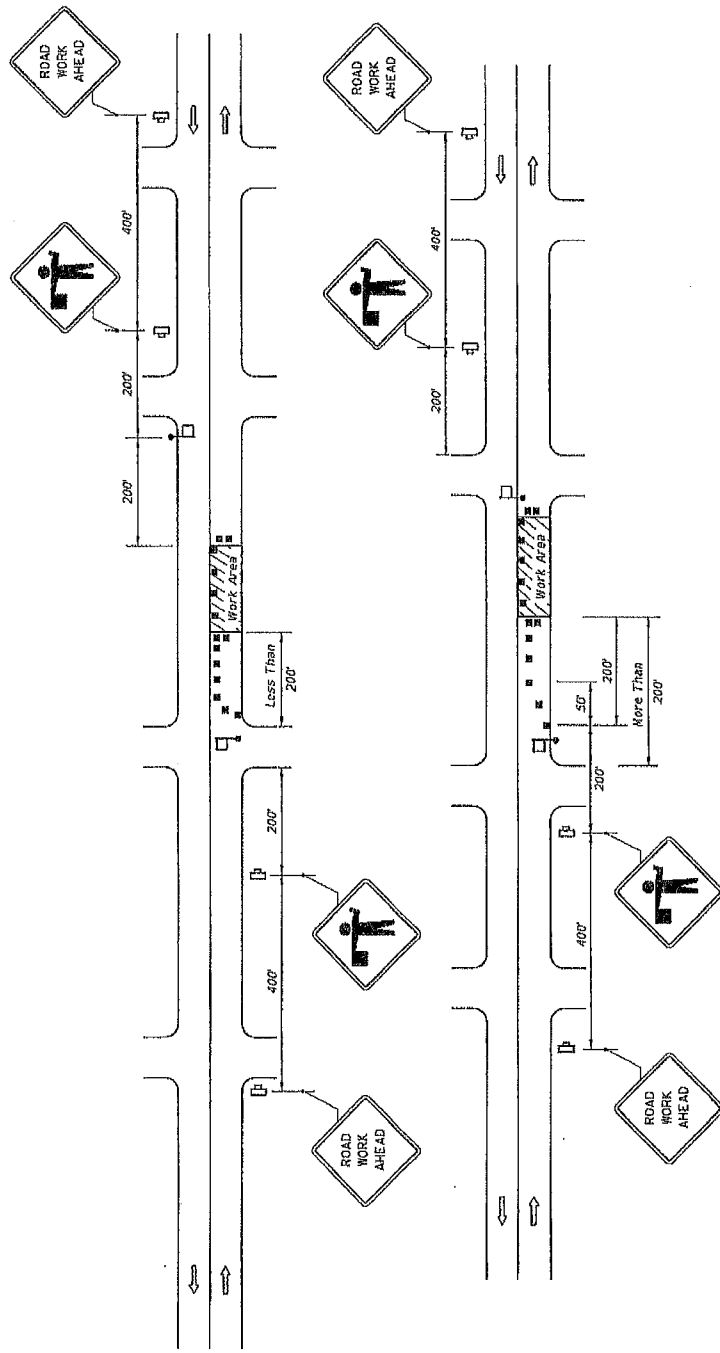 ROAD
WORK
AHEAD
400'
200'
200'
Work Area
Less Than
200'
200'
400'
ROAD
WORK
AHEAD
ROAD
WORK
AHEAD
400'
200'
Work Area
200'
50'
More Than
200'
200'
400'
ROAD
WORK
AHEAD